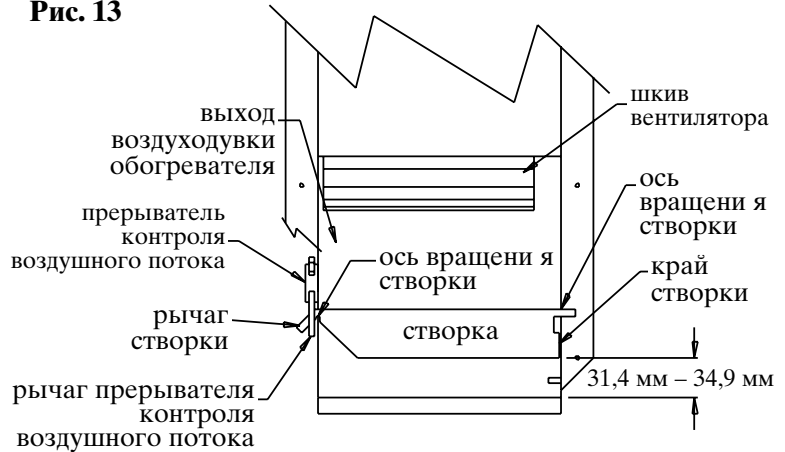 Рис. 13
выход
воздуходувки
обогревателя
шкив
вентилятора
ось
вращени я
створки
прерыватель
контроля
воздушного потока
ось вращени я
створки
край
створки
рычаг
створки
створка
31,4 мм – 34,9 мм
рычаг прерывателя
контроля
воздушного потока